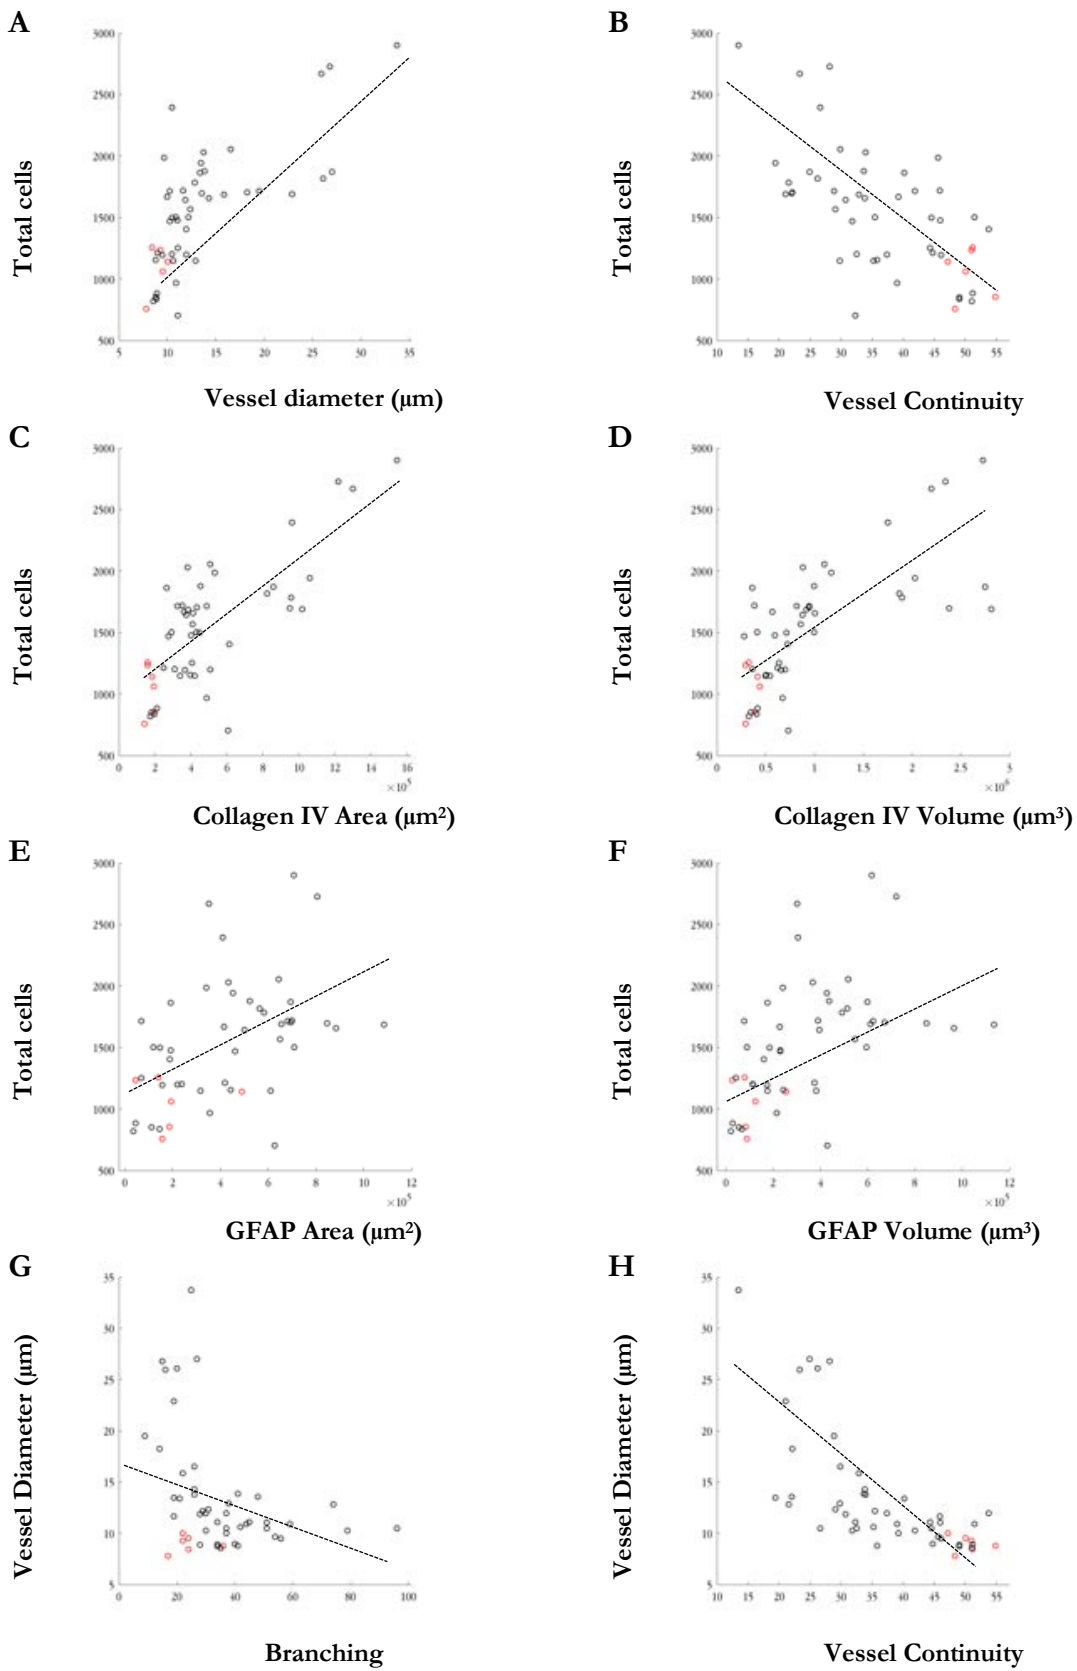 A
B
3000
2500
2000
1500
1000
500
Total cells
5 10 15 20 25 30 35
Vessel diameter (µm)
3000
2500
2000
1500
1000
500
Total cells
10 15 20 25 30 35 40 45 50 55
Vessel Continuity
C
D
3000
2500
2000
1500
1000
500
Total cells
0 2 4 6 8 10 12 14 16
×10⁵
Collagen IV Area (µm²)
3000
2500
2000
1500
1000
500
Total cells
0 0.5 1 1.5 2 2.5 3
×10⁶
Collagen IV Volume (µm³)
E
F
3000
2500
2000
1500
1000
500
Total cells
0 2 4 6 8 10 12
×10⁵
GFAP Area (µm²)
3000
2500
2000
1500
1000
500
Total cells
0 2 4 6 8 10 12
×10⁵
GFAP Volume (µm³)
G
H
35
30
25
20
15
10
5
Vessel Diameter (µm)
0 20 40 60 80 100
Branching
35
30
25
20
15
10
5
Vessel Diameter (µm)
10 15 20 25 30 35 40 45 50 55
Vessel Continuity